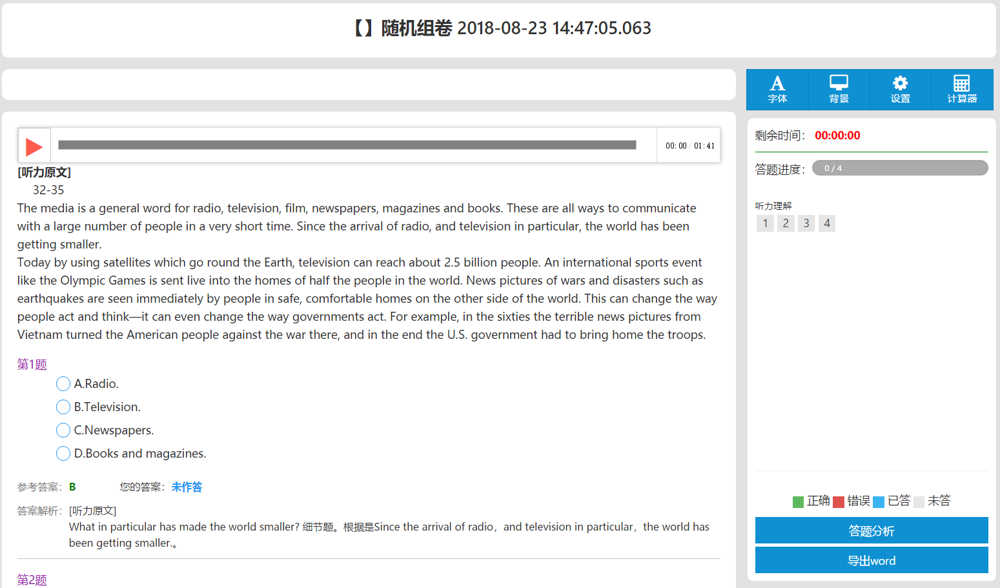 【】随机组卷 2018-08-23 14:47:05.063
字体 背景 设置 计算器
00:00 / 01:41
[听力原文]
32-35
The media is a general word for radio, television, film, newspapers, magazines and books. These are all ways to communicate
with a large number of people in a very short time. Since the arrival of radio, and television in particular, the world has been
getting smaller.
Today by using satellites which go round the Earth, television can reach about 2.5 billion people. An international sports event
like the Olympic Games is sent live into the homes of half the people in the world. News pictures of wars and disasters such as
earthquakes are seen immediately by people in safe, comfortable homes on the other side of the world. This can change the way
people act and think—it can even change the way governments act. For example, in the sixties the terrible news pictures from
Vietnam turned the American people against the war there, and in the end the U.S. government had to bring home the troops.
第1题
A.Radio.
B.Television.
C.Newspapers.
D.Books and magazines.
参考答案： B 您的答案： 未作答
答案解析： [听力原文]
What in particular has made the world smaller? 细节题。根据是Since the arrival of radio，and television in particular，the world has
been getting smaller.。
第2题
剩余时间： 00:00:00
答题进度： 0 / 4
听力理解
1 2 3 4
正确 错误 已答 未答
答题分析
导出word